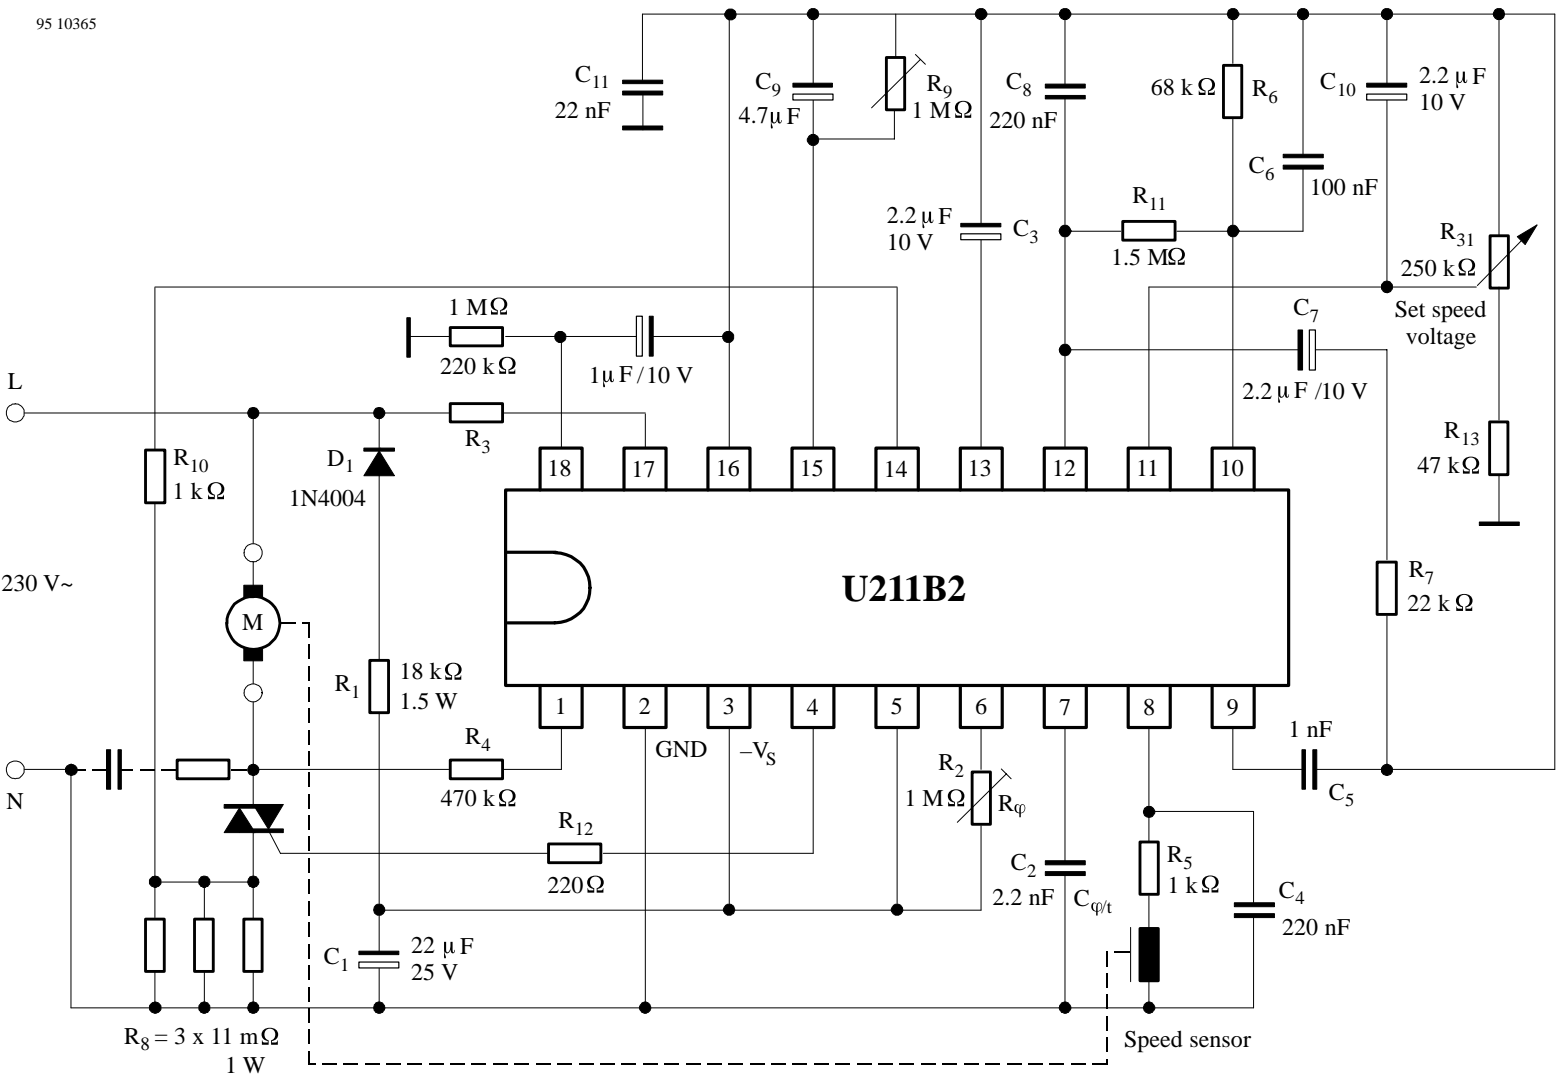 95 10365
C11
22 nF
C9
4.7μF
R9
1 MΩ
C8
220 nF
68 kΩ
R6
C10
2.2 μF
10 V
C6
100 nF
2.2 μF
10 V
C3
R11
1.5 MΩ
R31
250 kΩ
Set speed
voltage
1 MΩ
220 kΩ
1μF/10 V
C7
2.2μF/10 V
L
R3
R10
1 kΩ
D1
1N4004
R13
47 kΩ
18
17
16
15
14
13
12
11
10
230 V~
M
U211B2
R7
22 kΩ
R1
18 kΩ
1.5 W
1
2
3
4
5
6
7
8
9
GND
–VS
R4
470 kΩ
N
R2
1 MΩ
Rφ
1 nF
C5
R12
220Ω
C2
2.2 nF
Cφ/t
R5
1 kΩ
C4
220 nF
C1
22 μF
25 V
R8 = 3 x 11 mΩ
1 W
Speed sensor